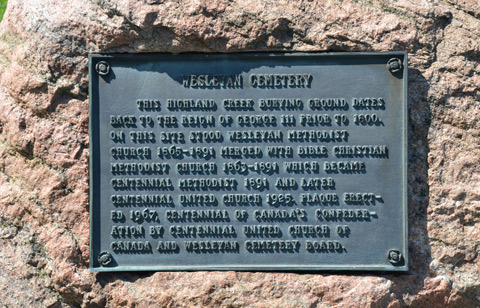 WESLEYAN CEMETERY
THIS HIGHLAND CREEK BURYING GROUND DATES
BACK TO THE REIGN OF GEORGE III PRIOR TO 1800.
ON THIS SITE STOOD WESLEYAN METHODIST
CHURCH 1865-1891 MERGED WITH BIBLE CHRISTIAN
METHODIST CHURCH 1865-1891 WHICH BECAME
CENTENNIAL METHODIST 1891 AND LATER
CENTENNIAL UNITED CHURCH 1925. PLAQUE ERECT-
ED 1967, CENTENNIAL OF CANADA'S CONFEDER-
ATION BY CENTENNIAL UNITED CHURCH OF
CANADA AND WESLEYAN CEMETERY BOARD.